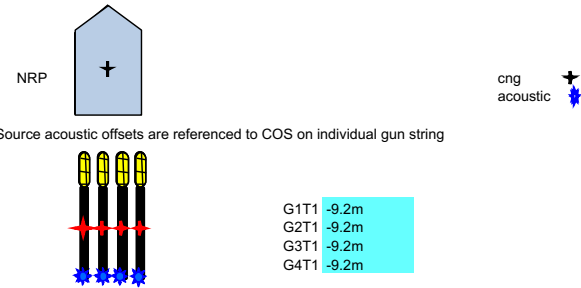 NRP
cng
acoustic
Source acoustic offsets are referenced to COS on individual gun string
G1T1 -9.2m
G2T1 -9.2m
G3T1 -9.2m
G4T1 -9.2m